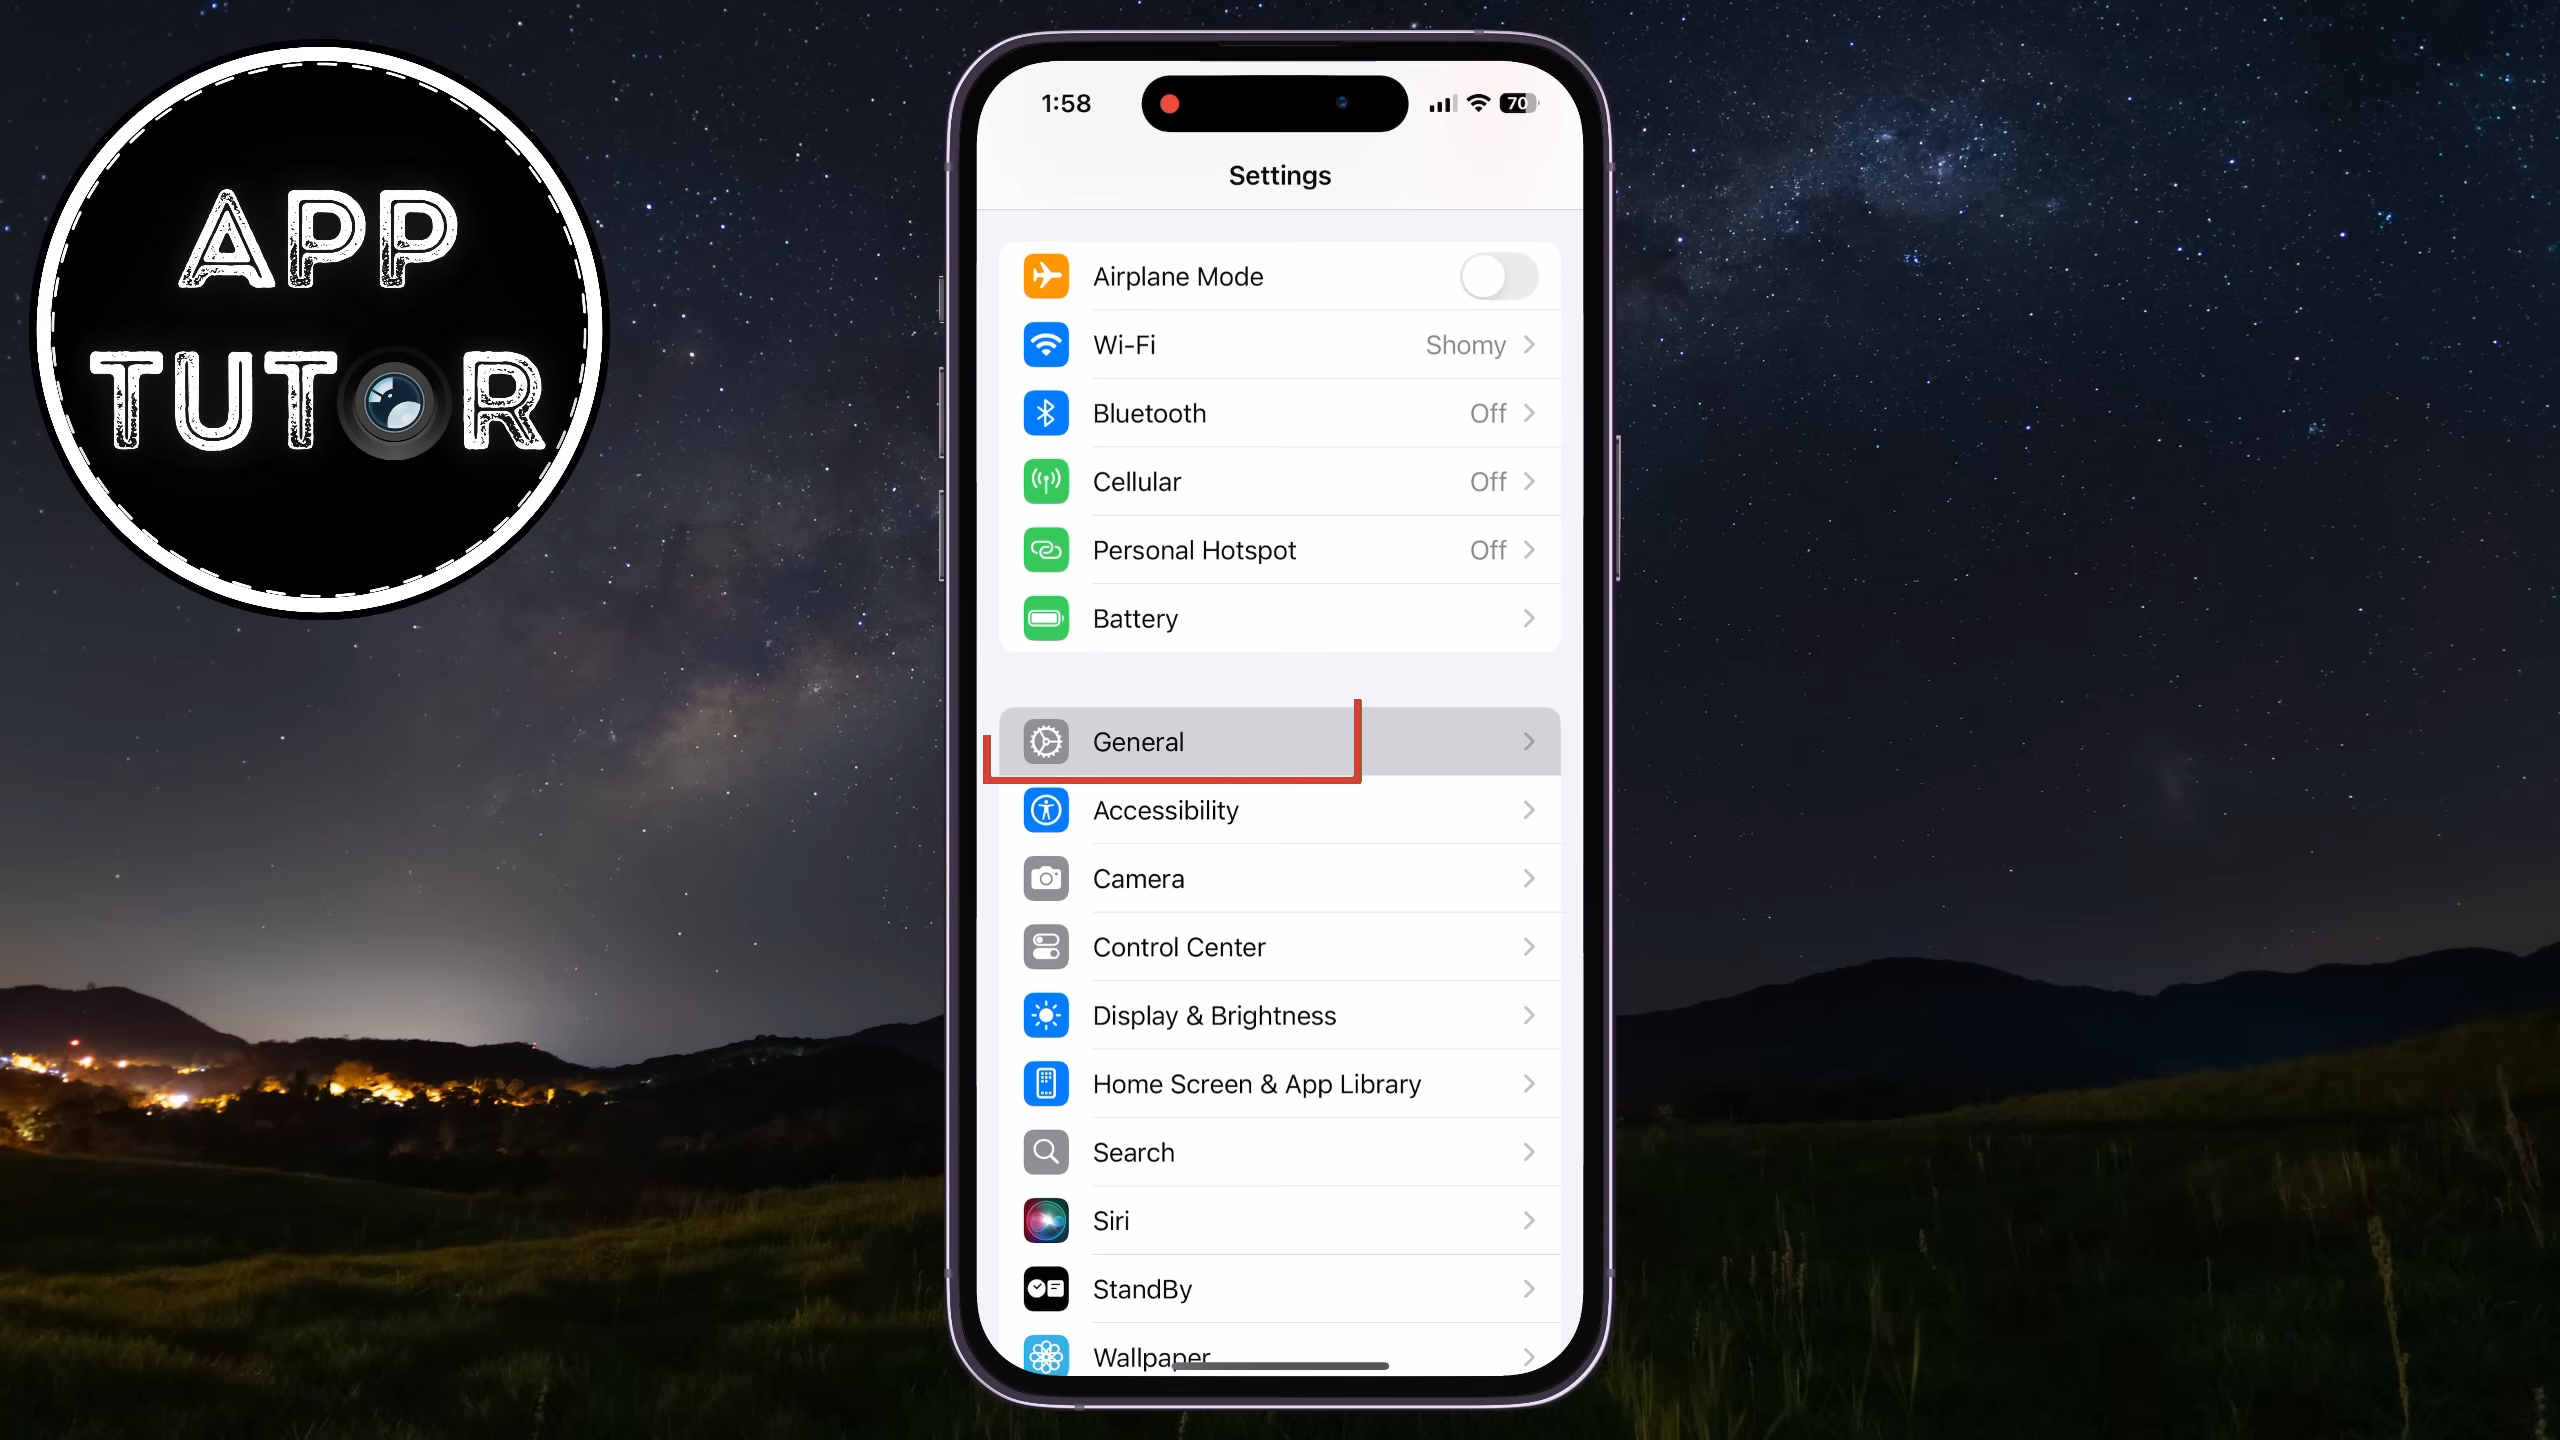 APP
TUTOR
1:58
70
Settings
Airplane Mode
Wi-Fi Shomy
Bluetooth Off
Cellular Off
Personal Hotspot Off
Battery
General
Accessibility
Camera
Control Center
Display & Brightness
Home Screen & App Library
Search
Siri
StandBy
Wallpaper